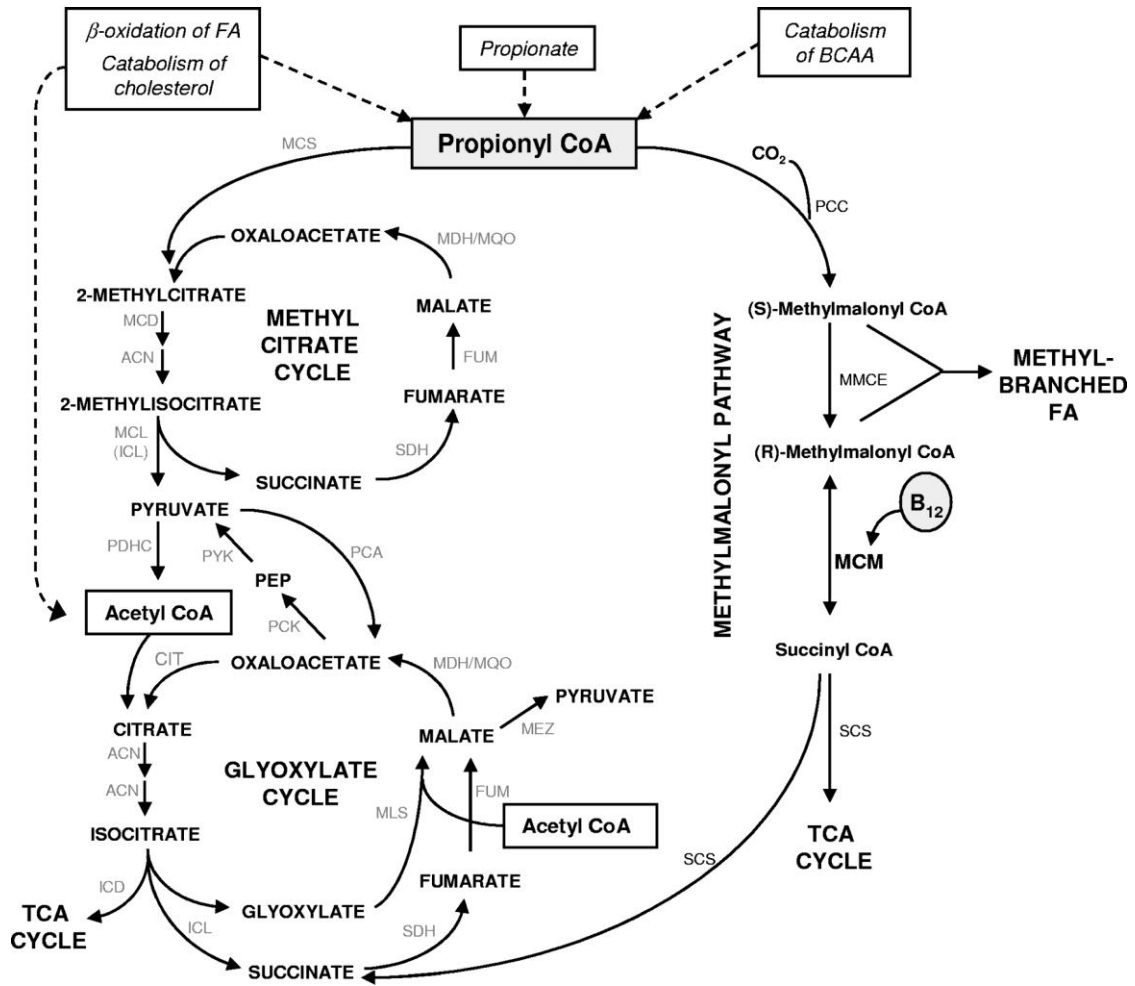 β-oxidation of FA
Catabolism of
cholesterol
Propionate
Catabolism
of BCAA
Propionyl CoA
MCS
CO2
PCC
OXALOACETATE
MDH/MQO
2-METHYLCITRATE
MALATE
(S)-Methylmalonyl CoA
MCD
METHYL
CITRATE
CYCLE
ACN
FUM
MMCE
METHYL-
BRANCHED
FA
METHYLMALONYL PATHWAY
2-METHYLISOCITRATE
FUMARATE
MCL
(ICL)
SDH
(R)-Methylmalonyl CoA
SUCCINATE
PYRUVATE
B12
PDHC
PYK
PCA
PEP
MCM
Acetyl CoA
PCK
CIT
OXALOACETATE
MDH/MQO
Succinyl CoA
PYRUVATE
CITRATE
MALATE
MEZ
SCS
ACN
GLYOXYLATE
CYCLE
ACN
FUM
MLS
Acetyl CoA
ISOCITRATE
TCA
CYCLE
SCS
ICD
FUMARATE
TCA
CYCLE
GLYOXYLATE
ICL
SDH
SUCCINATE